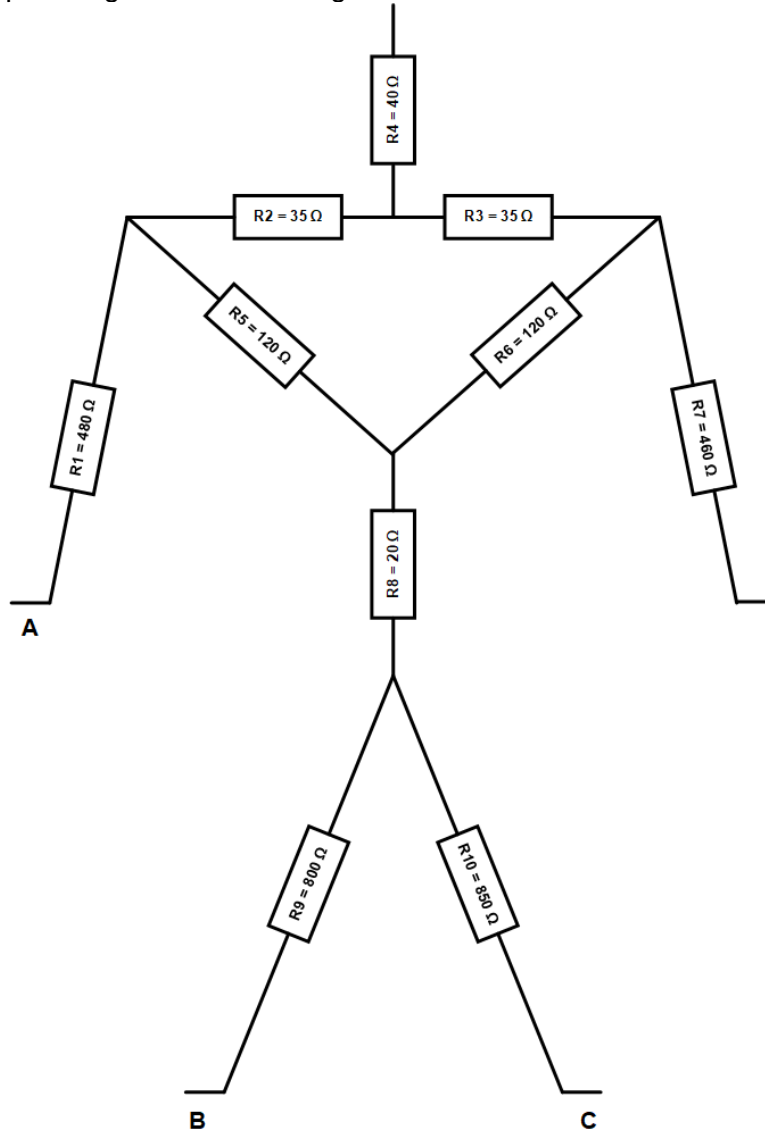 R4 = 40 Ω
R2 = 35 Ω
R3 = 35 Ω
R5 = 120 Ω
R6 = 120 Ω
R1 = 480 Ω
R7 = 460 Ω
R8 = 20 Ω
A
R9 = 800 Ω
R10 = 850 Ω
B
C